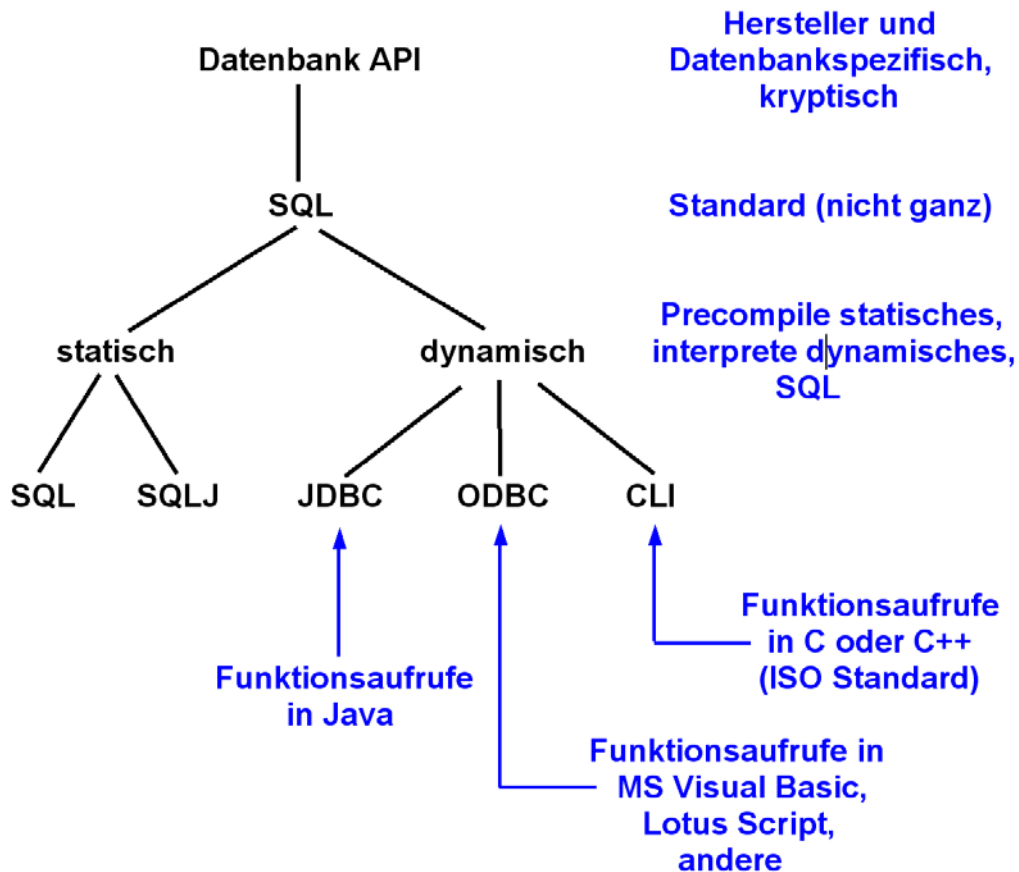 Datenbank API
Hersteller und
Datenbankspezifisch,
kryptisch
SQL
Standard (nicht ganz)
statisch
dynamisch
Precompile statisches,
interprete dynamisches,
SQL
SQL
SQLJ
JDBC
ODBC
CLI
Funktionsaufrufe
in Java
Funktionsaufrufe
in C oder C++
(ISO Standard)
Funktionsaufrufe in
MS Visual Basic,
Lotus Script,
andere